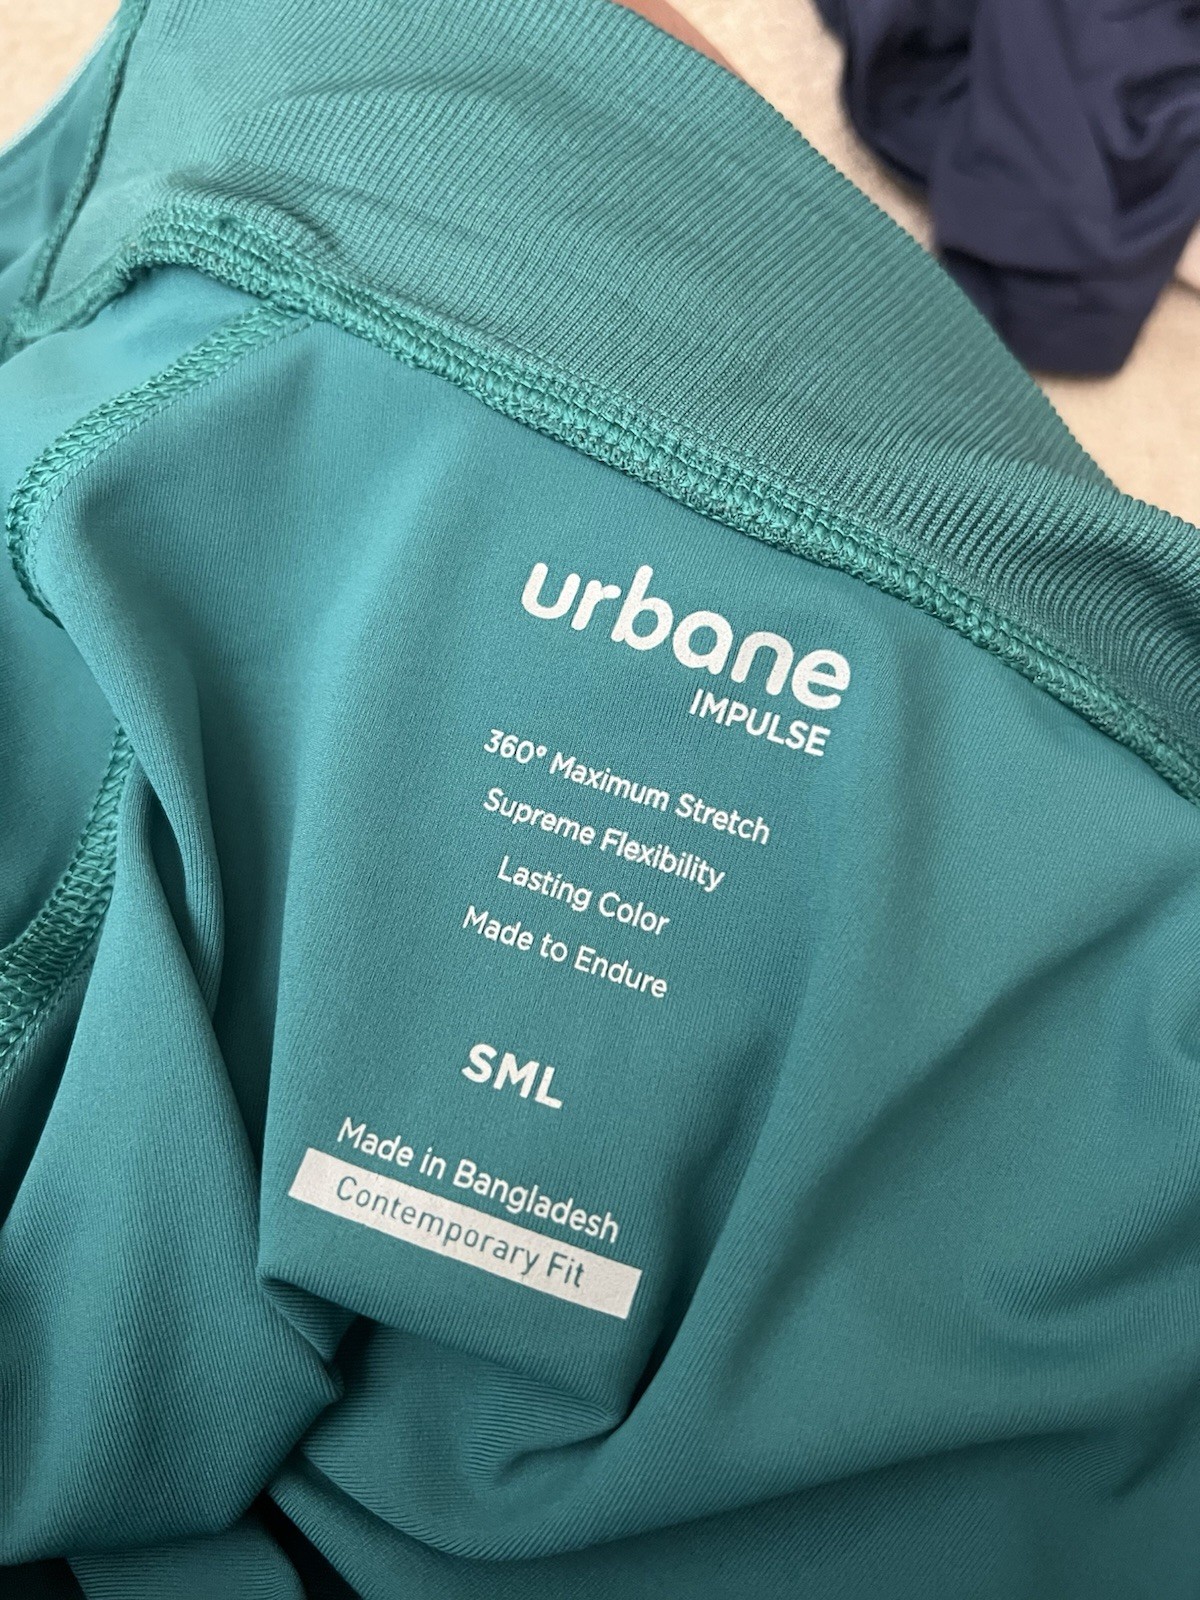 urbane
IMPULSE
360° Maximum Stretch
Supreme Flexibility
Lasting Color
Made to Endure
SML
Made in Bangladesh
Contemporary Fit